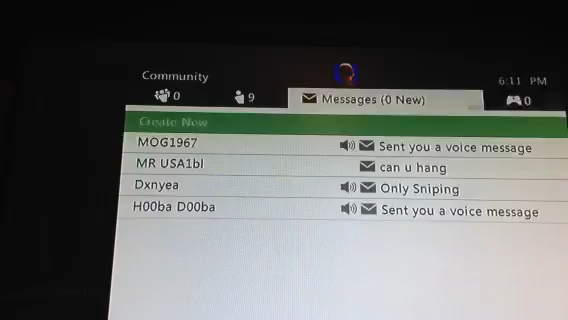 Community
6:11 PM
0
9
Messages (0 New)
0
Create New
MOG1967 Sent you a voice message
MR USA1bl can u hang
Dxnyea Only Sniping
H00ba D00ba Sent you a voice message